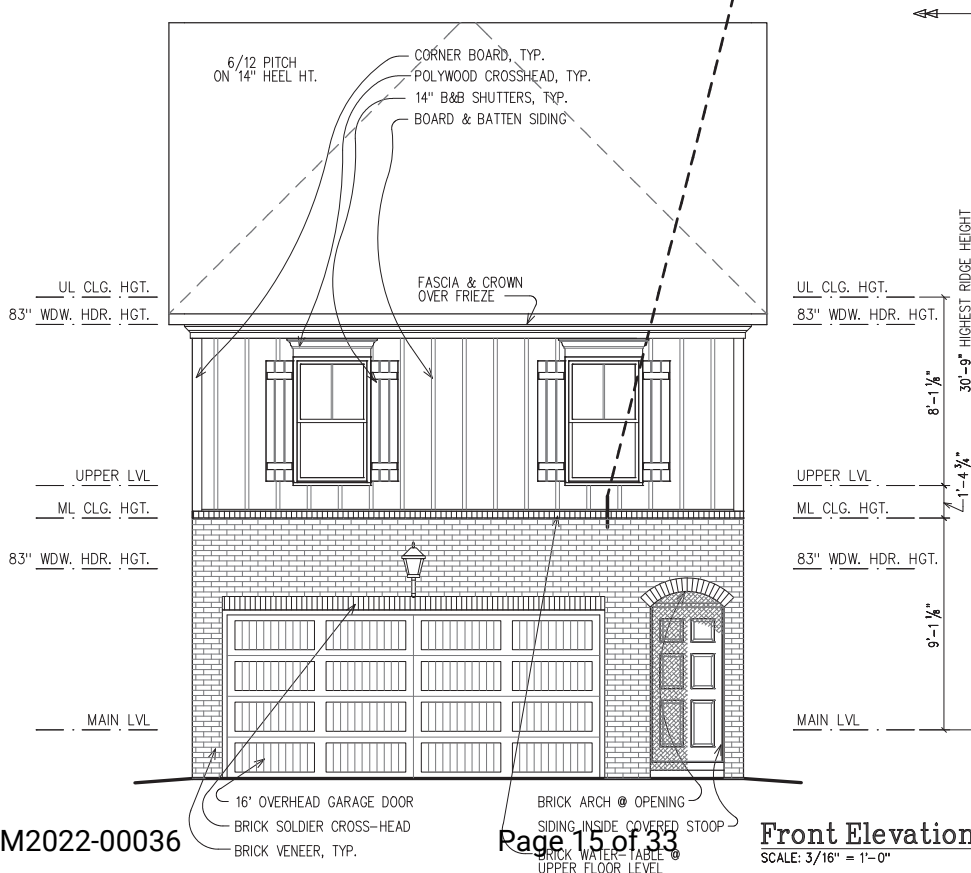 6/12 PITCH
ON 14" HEEL HT.
CORNER BOARD, TYP.
POLYWOOD CROSSHEAD, TYP.
14" B&B SHUTTERS, TYP.
BOARD & BATTEN SIDING
FASCIA & CROWN
OVER FRIEZE
UL CLG. HGT.
83" WDW. HDR. HGT.
UPPER LVL
ML CLG. HGT.
83" WDW. HDR. HGT.
MAIN LVL
UL CLG. HGT.
83" WDW. HDR. HGT.
UPPER LVL
ML CLG. HGT.
83" WDW. HDR. HGT.
MAIN LVL
30'-9" HIGHEST RIDGE HEIGHT
8'-1 1/8"
1'-4 3/4"
9'-1 1/8"
16' OVERHEAD GARAGE DOOR
BRICK SOLDIER CROSS-HEAD
BRICK VENEER, TYP.
BRICK ARCH @ OPENING
SIDING INSIDE COVERED STOOP
BRICK WATER-TABLE @
UPPER FLOOR LEVEL
M2022-00036
Page 15 of 33
Front Elevation
SCALE: 3/16" = 1'-0"